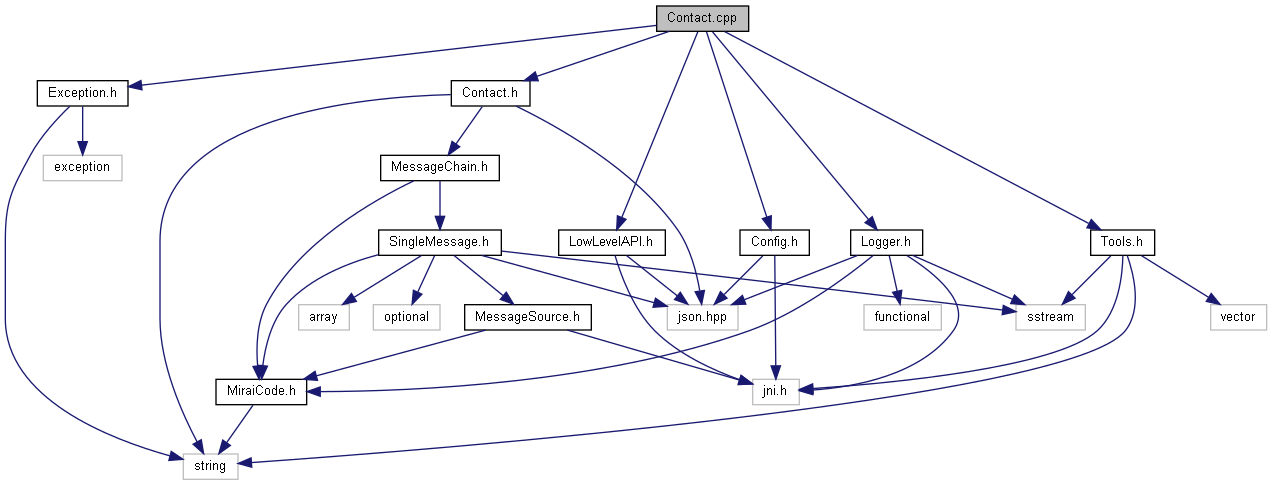 Contact.cpp
Exception.h
Contact.h
exception
MessageChain.h
SingleMessage.h
LowLevelAPI.h
Config.h
Logger.h
Tools.h
array
optional
MessageSource.h
json.hpp
functional
sstream
vector
MiraiCode.h
jni.h
string